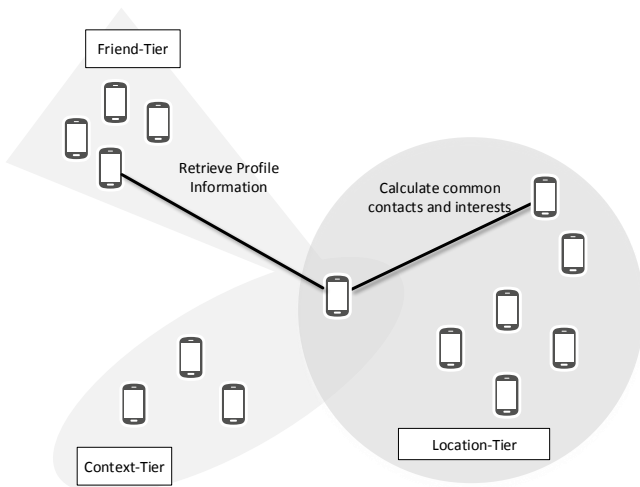 Friend-Tier
Retrieve Profile
Information
Calculate common
contacts and interests
Location-Tier
Context-Tier